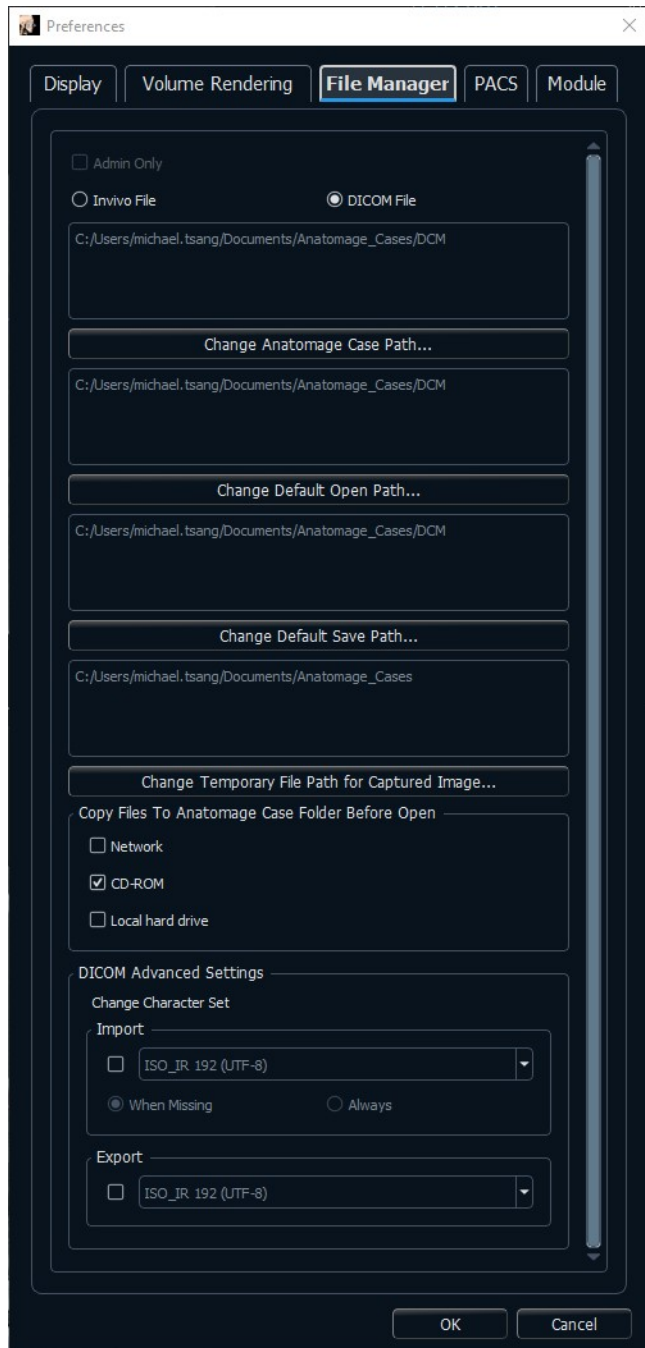 Preferences
Display
Volume Rendering
File Manager
PACS
Module
Admin Only
Invivo File
DICOM File
C:/Users/michael.tsang/Documents/Anatomage_Cases/DCM
Change Anatomage Case Path...
C:/Users/michael.tsang/Documents/Anatomage_Cases/DCM
Change Default Open Path...
C:/Users/michael.tsang/Documents/Anatomage_Cases/DCM
Change Default Save Path...
C:/Users/michael.tsang/Documents/Anatomage_Cases
Change Temporary File Path for Captured Image...
Copy Files To Anatomage Case Folder Before Open
Network
CD-ROM
Local hard drive
DICOM Advanced Settings
Change Character Set
Import
ISO_IR 192 (UTF-8)
When Missing
Always
Export
ISO_IR 192 (UTF-8)
OK
Cancel